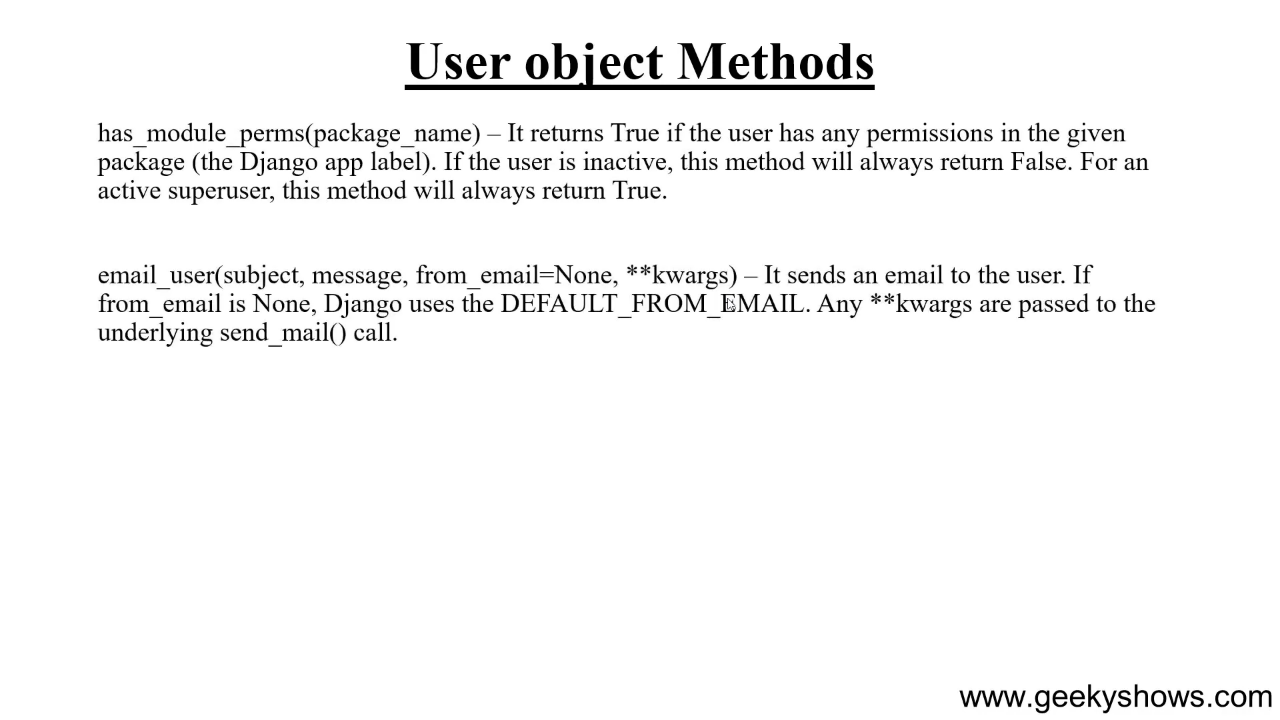 User object Methods
has_module_perms(package_name) – It returns True if the user has any permissions in the given
package (the Django app label). If the user is inactive, this method will always return False. For an
active superuser, this method will always return True.
email_user(subject, message, from_email=None, **kwargs) – It sends an email to the user. If
from_email is None, Django uses the DEFAULT_FROM_EMAIL. Any **kwargs are passed to the
underlying send_mail() call.
www.geekyshows.com